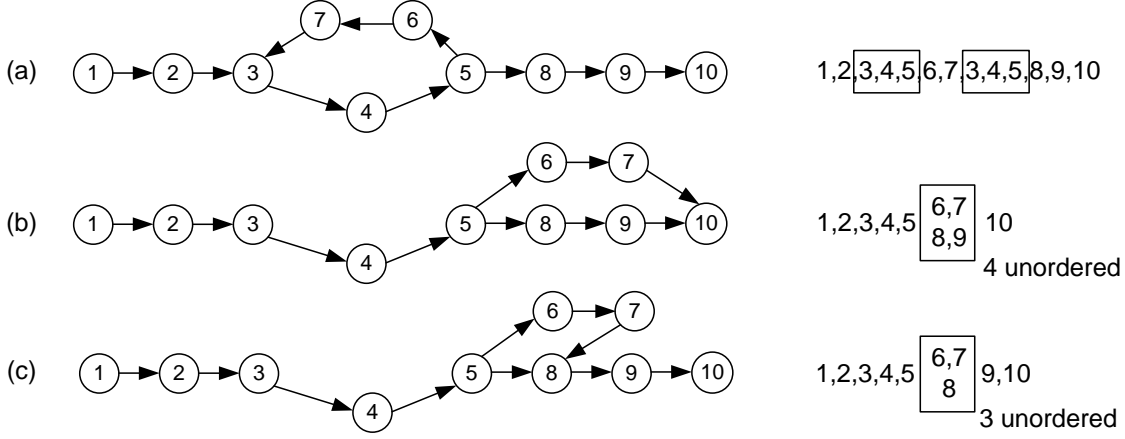 7 6
(a) 1 2 3 5 8 9 10 1,2,3,4,5,6,7,3,4,5,8,9,10
4
6 7
(b) 1 2 3 5 8 9 10 1,2,3,4,5 6,7 10
8,9
4 4 unordered
6 7
(c) 1 2 3 5 8 9 10 1,2,3,4,5 6,7 9,10
8
4 3 unordered